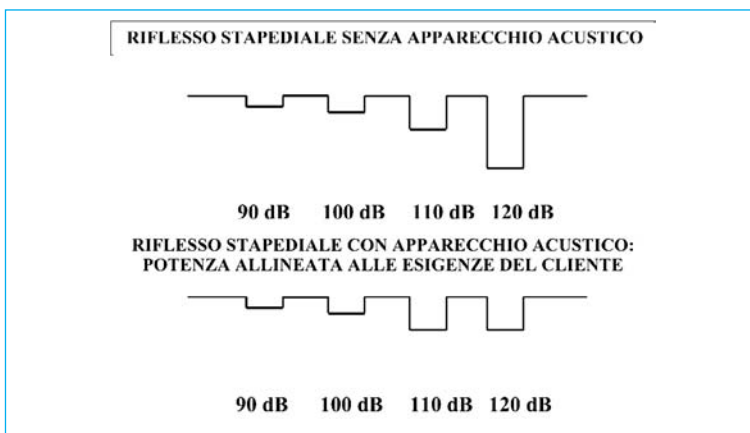 RIFLESSO STAPEDIALE SENZA APPARECCHIO ACUSTICO
90 dB 100 dB 110 dB 120 dB
RIFLESSO STAPEDIALE CON APPARECCHIO ACUSTICO:
POTENZA ALLINEATA ALLE ESIGENZE DEL CLIENTE
90 dB 100 dB 110 dB 120 dB